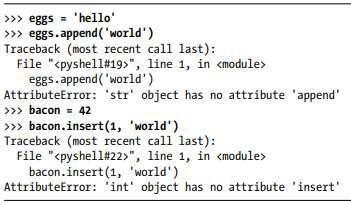 >>> eggs = 'hello'
>>> eggs.append('world')
Traceback (most recent call last):
  File "<pyshell#19>", line 1, in <module>
    eggs.append('world')
AttributeError: 'str' object has no attribute 'append'
>>> bacon = 42
>>> bacon.insert(1, 'world')
Traceback (most recent call last):
  File "<pyshell#22>", line 1, in <module>
    bacon.insert(1, 'world')
AttributeError: 'int' object has no attribute 'insert'